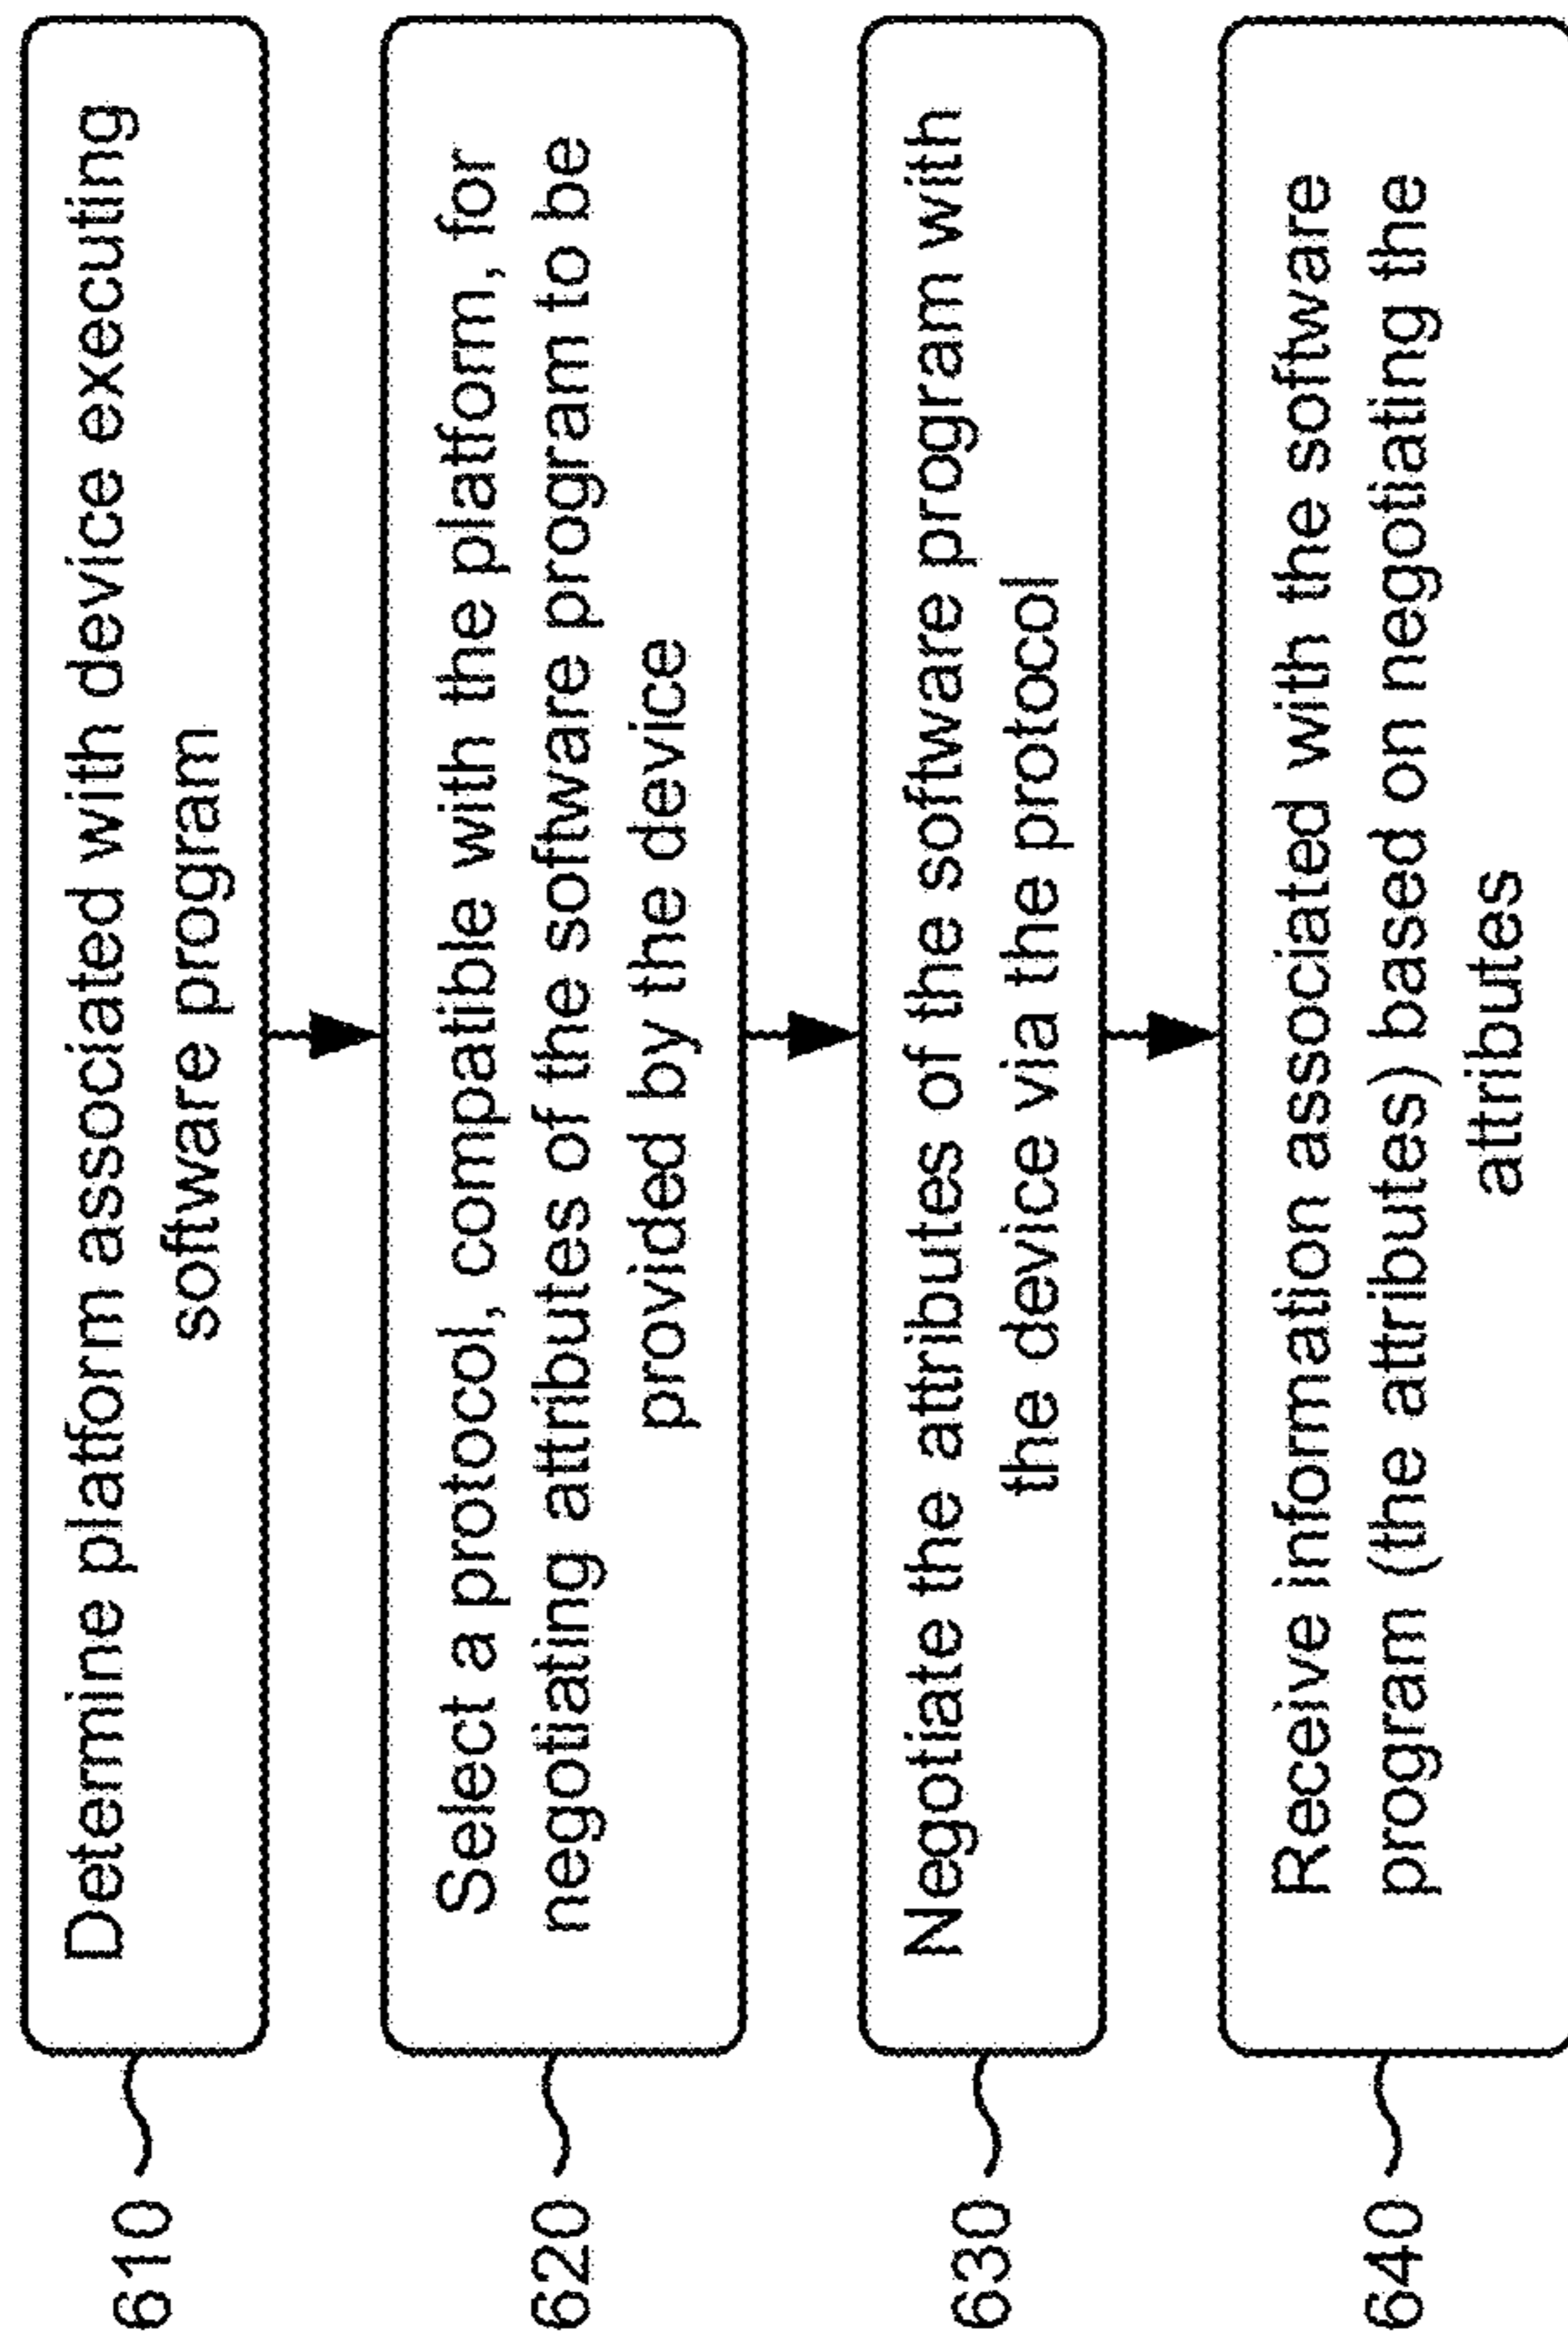 610
Determine platform associated with device executing
software program
620
Select a protocol, compatible with the platform, for
negotiating attributes of the software program to be
provided by the device
630
Negotiate the attributes of the software program with
the device via the protocol
640
Receive information associated with the software
program (the attributes) based on negotiating the
attributes